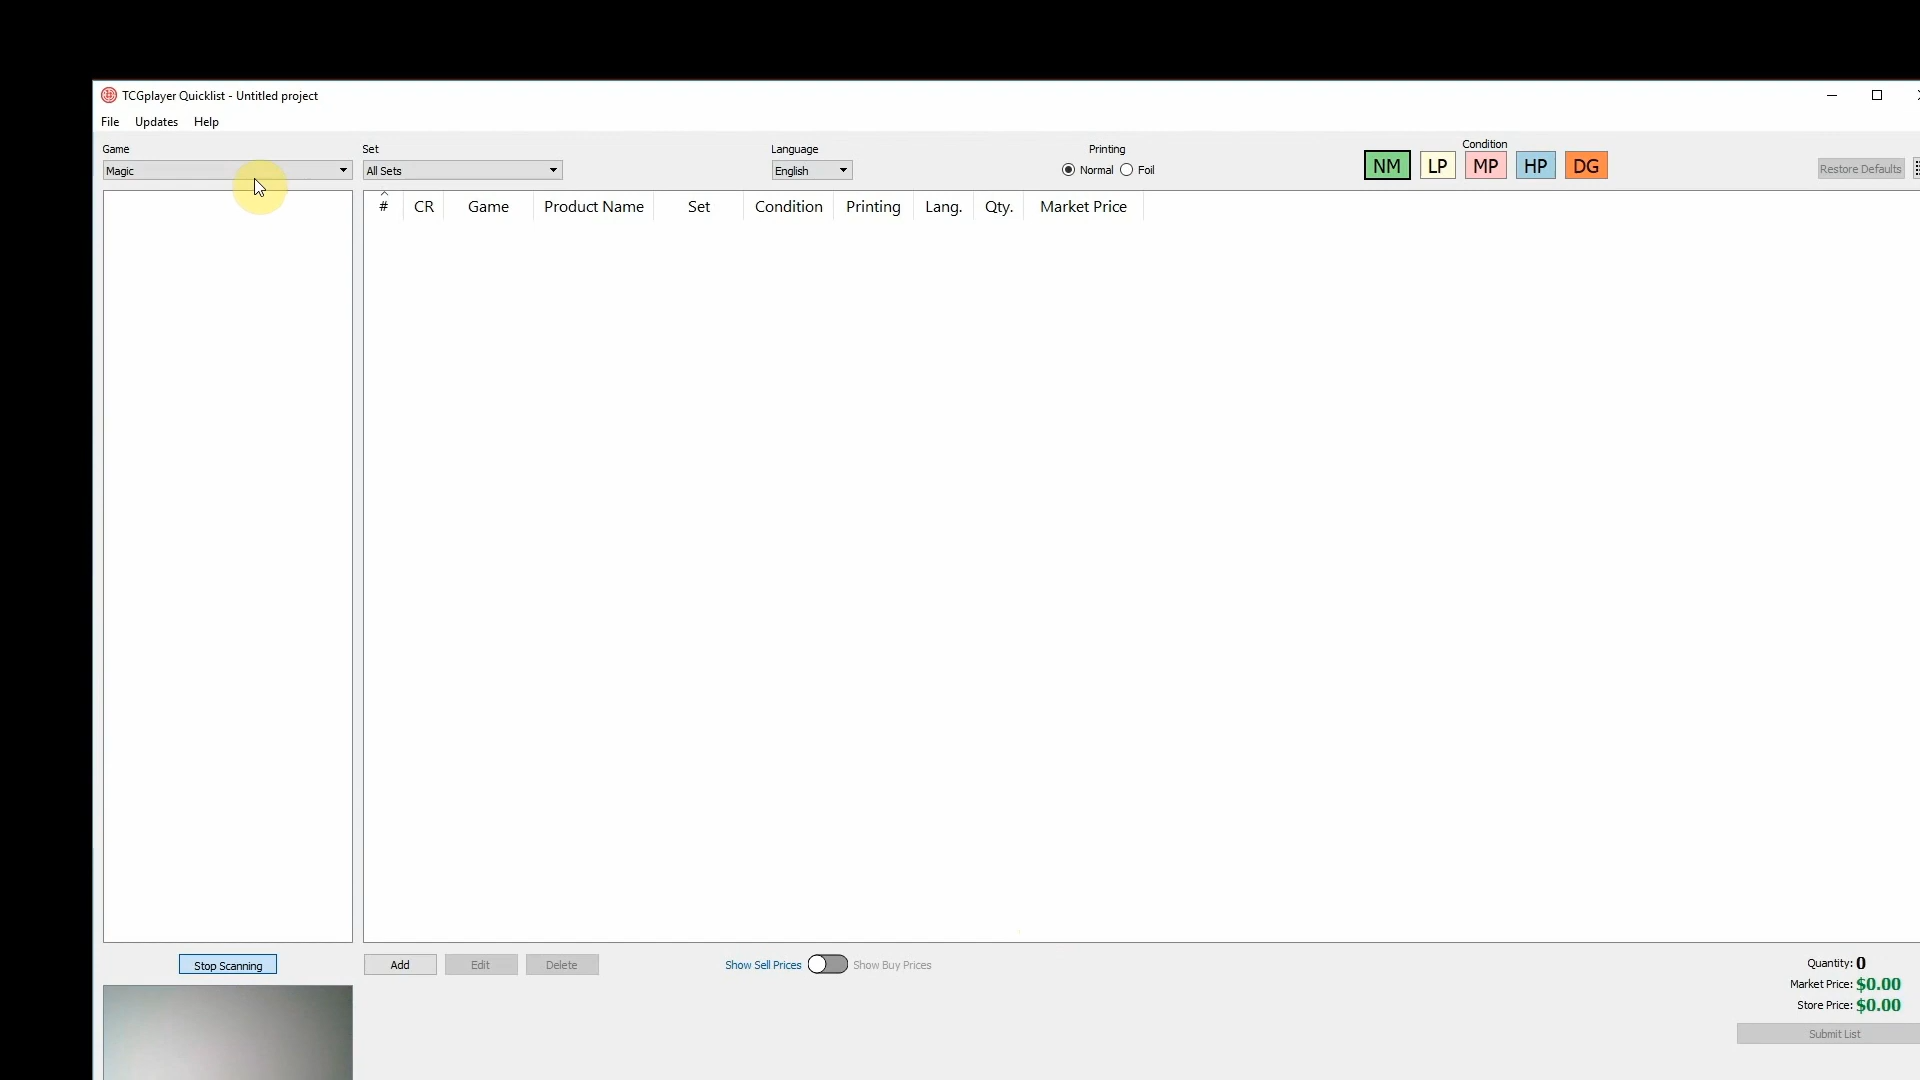 TCGplayer Quicklist - Untitled project
File Updates Help
Game Set Language Printing Condition
Magic All Sets English Normal Foil NM LP MP HP DG Restore Defaults
# CR Game Product Name Set Condition Printing Lang. Qty. Market Price
Stop Scanning Add Edit Delete Show Sell Prices Show Buy Prices Quantity: 0
Market Price: $0.00
Store Price: $0.00
Submit List